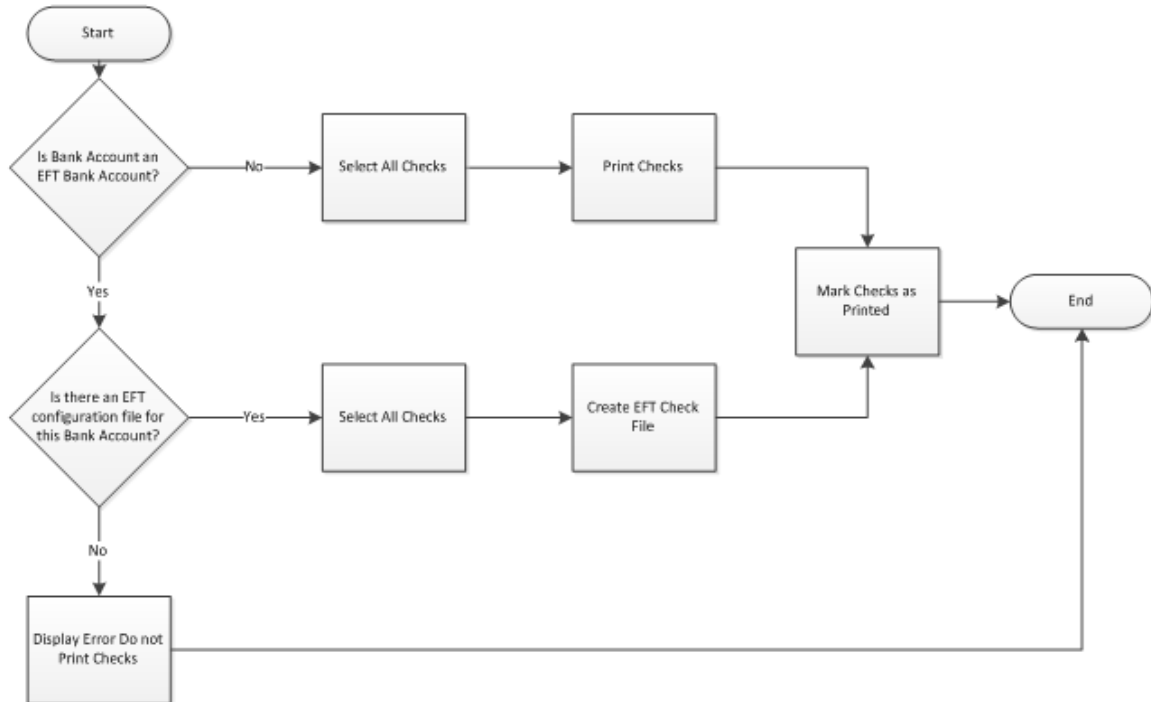 Start
Is Bank Account an
EFT Bank Account?
No
Select All Checks
Print Checks
Yes
Mark Checks as
Printed
End
Is there an EFT
configuration file for
this Bank Account?
Yes
Select All Checks
Create EFT Check
File
No
Display Error Do not
Print Checks